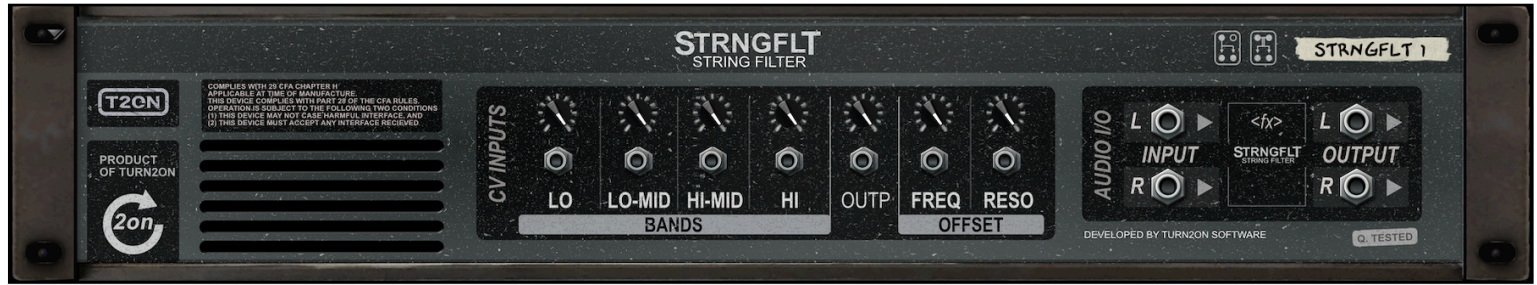 STRNGFLT
STRING FILTER
STRNGFLT 1
T2ON
COMPLIES WITH 29 CFA CHAPTER H
APPLICABLE AT TIME OF MANUFACTURE.
THIS DEVICE COMPLIES WITH PART 28 OF THE CFA RULES.
OPERATION IS SUBJECT TO THE FOLLOWING TWO CONDITIONS
(1) THIS DEVICE MAY NOT CASE HARMFUL INTERFACE, AND
(2) THIS DEVICE MUST ACCEPT ANY INTERFACE RECIEVED
PRODUCT
OF TURN2ON
2on
CV INPUTS
LO
LO-MID
HI-MID
HI
OUTP
FREQ
RESO
BANDS
OFFSET
AUDIO I/O
L
INPUT
R
<fx>
STRNGFLT
STRING FILTER
L
OUTPUT
R
DEVELOPED BY TURN2ON SOFTWARE
Q. TESTED